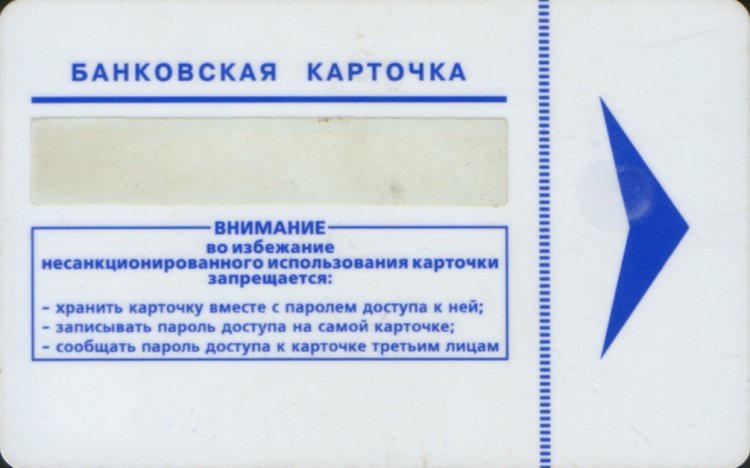 БАНКОВСКАЯ КАРТОЧКА
ВНИМАНИЕ
во избежание
несанкционированного использования карточки
запрещается:
– хранить карточку вместе с паролем доступа к ней;
– записывать пароль доступа на самой карточке;
– сообщать пароль доступа к карточке третьим лицам